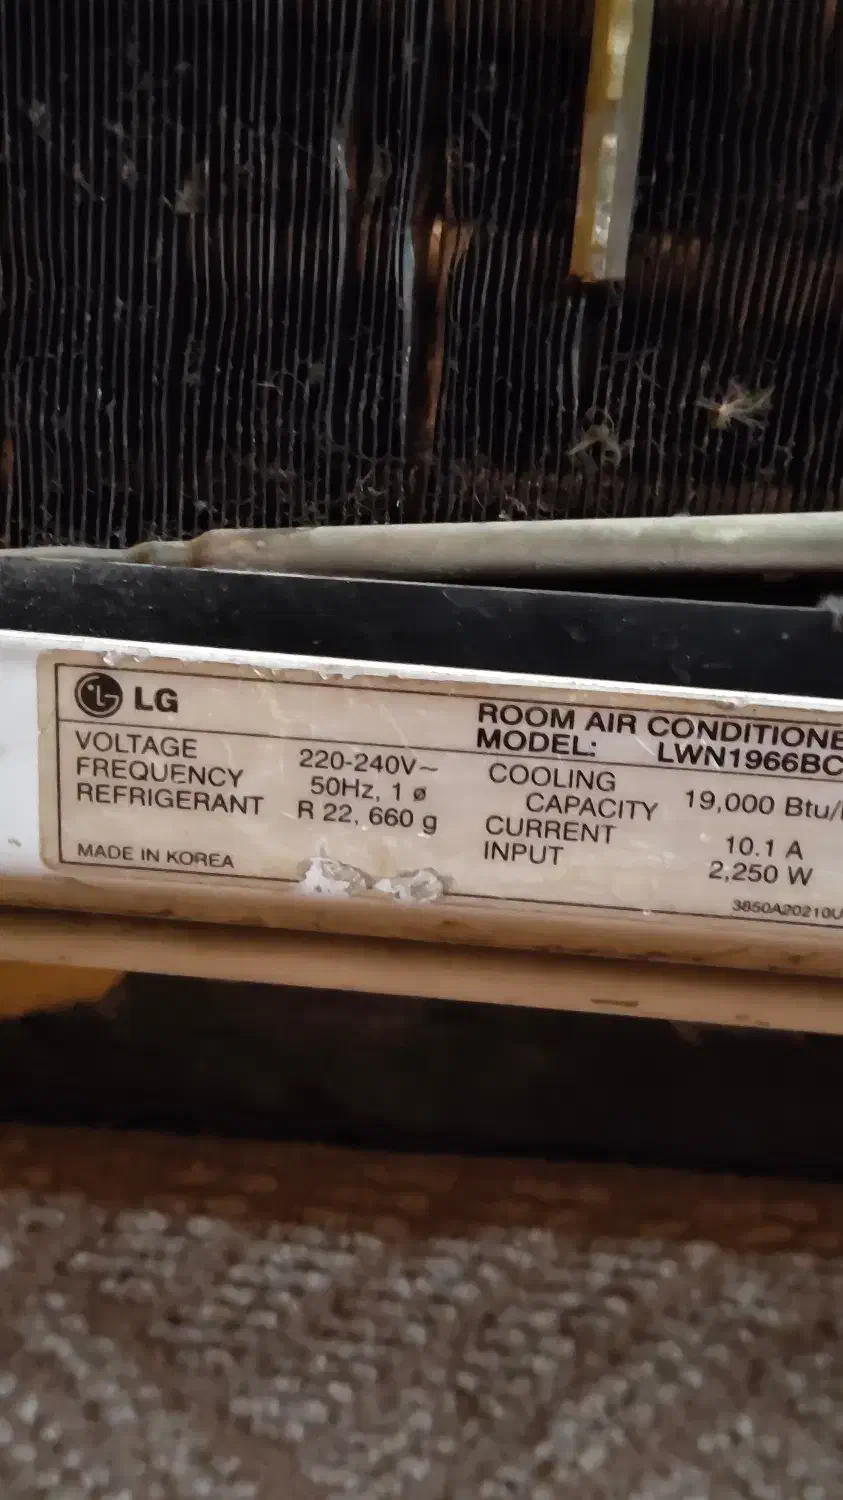 LG
ROOM AIR CONDITIONE
MODEL: LWN1966BC
VOLTAGE 220-240V~
FREQUENCY 50Hz, 1 ø
REFRIGERANT R 22, 660 g
COOLING
CAPACITY 19,000 Btu/
CURRENT 10.1 A
INPUT 2,250 W
MADE IN KOREA
3850A20210U